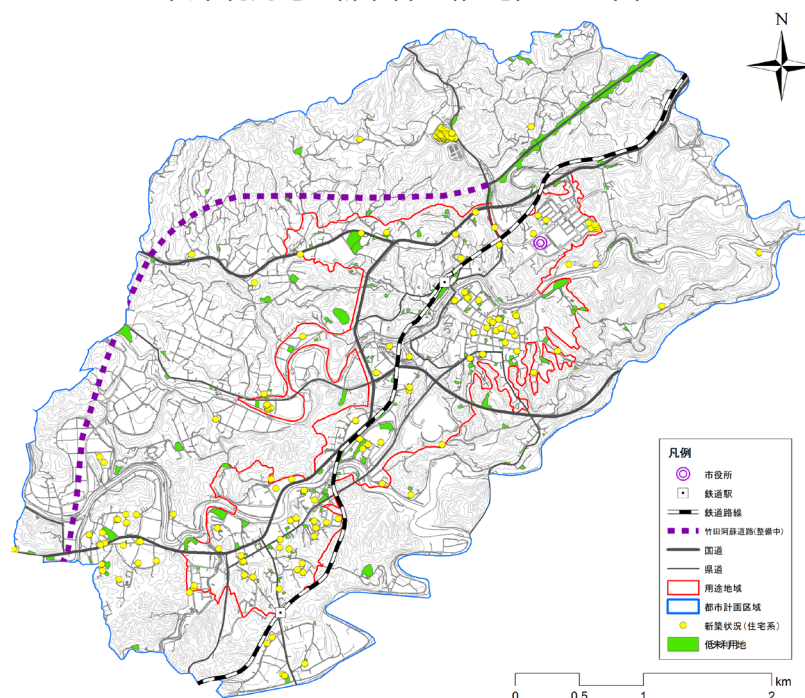 N
凡例
市役所
鉄道駅
鉄道路線
竹田阿蘇道路(整備中)
国道
県道
用途地域
都市計画区域
新築状況(住宅系)
低未利用地
km
0 0.5 1 2